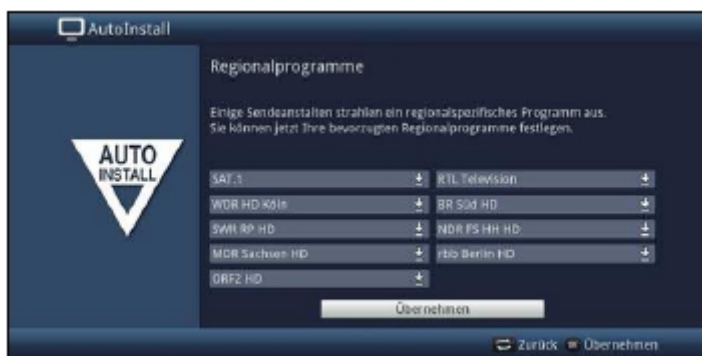 AutoInstall
Regionalprogramme
Einige Sendeanstalten strahlen ein regionalspezifisches Programm aus.
Sie können jetzt Ihre bevorzugten Regionalprogramme festlegen.
AUTO
INSTALL
SAT.1
RTL Television
WDR HD Köln
BR Süd HD
SWR RP HD
NDR FS HH HD
MDR Sachsen HD
rbb Berlin HD
ORF2 HD
Übernehmen
Zurück
Übernehmen